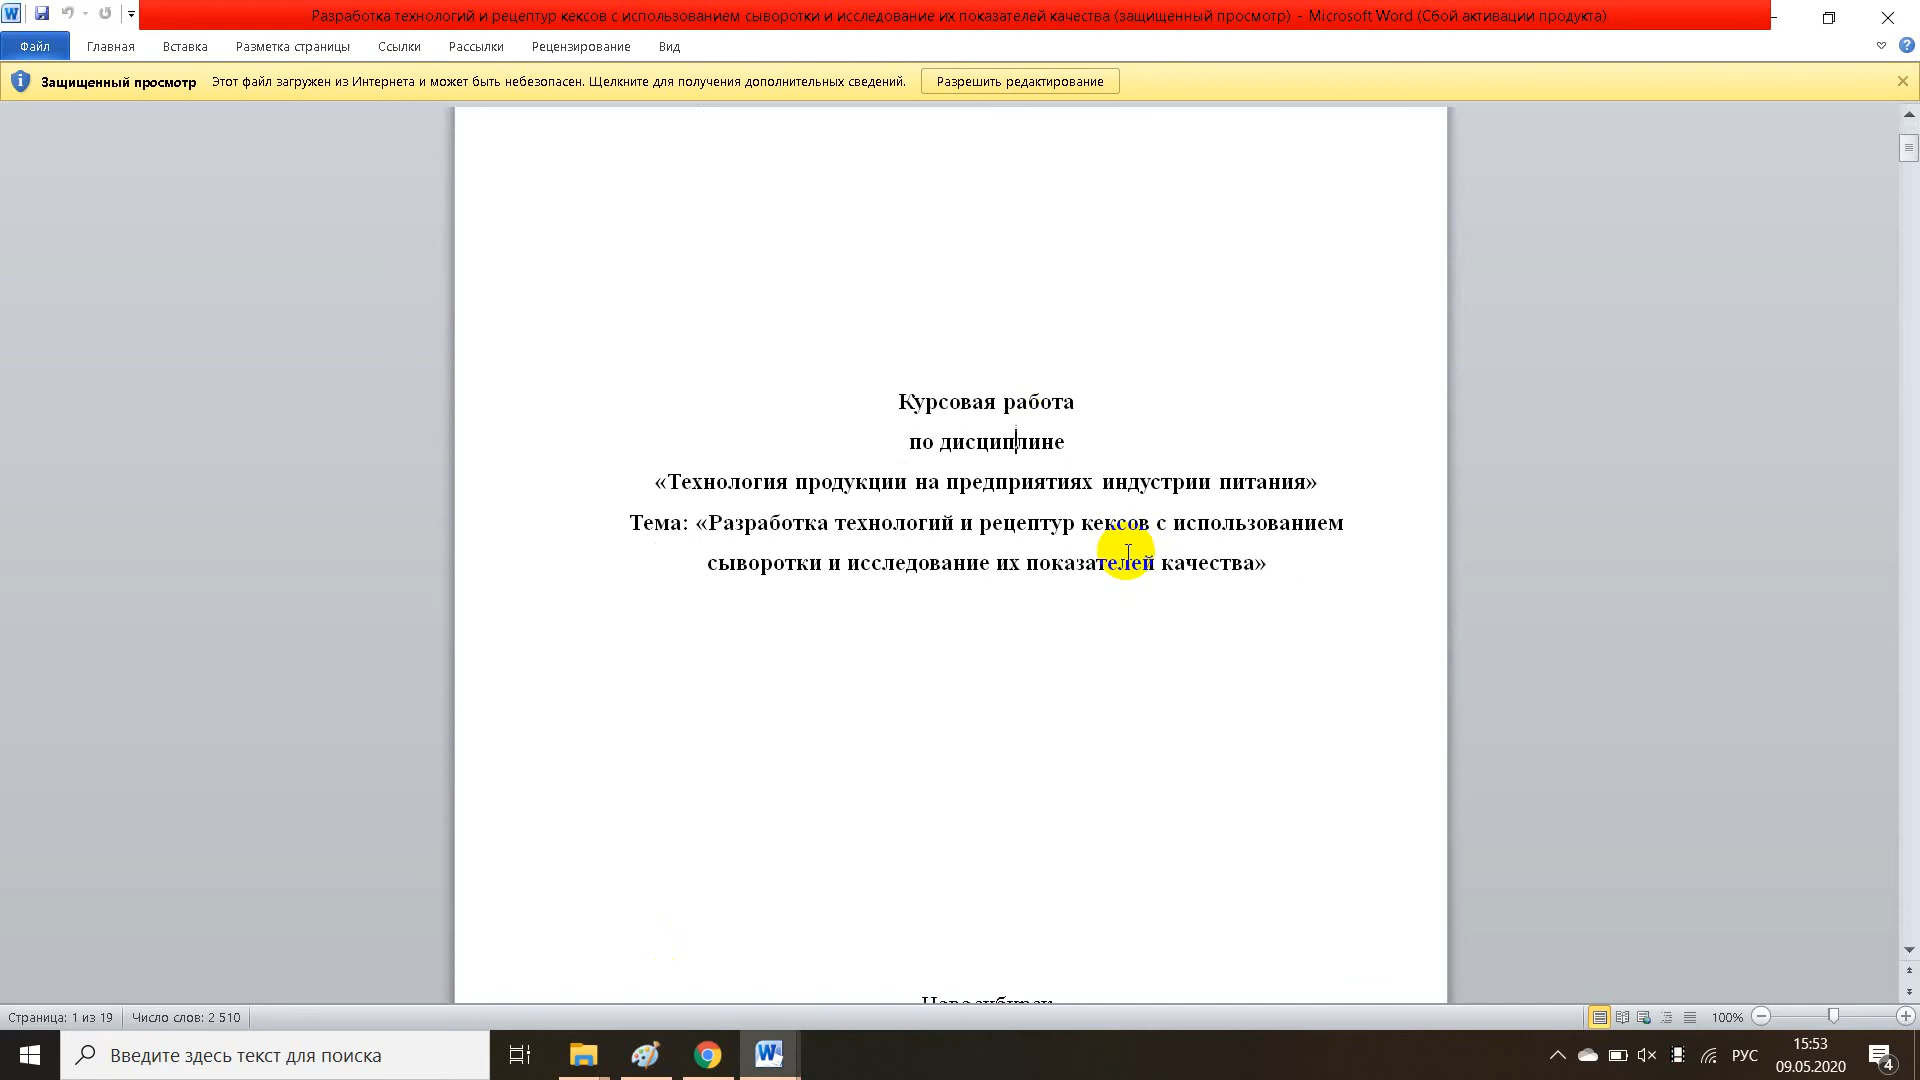 Разработка технологий и рецептур кексов с использованием сыворотки и исследование их показателей качества (защищенный просмотр) - Microsoft Word (Сбой активации продукта)
Файл Главная Вставка Разметка страницы Ссылки Рассылки Рецензирование Вид
Защищенный просмотр Этот файл загружен из Интернета и может быть небезопасен. Щелкните для получения дополнительных сведений. Разрешить редактирование
Курсовая работа
по дисциплине
«Технология продукции на предприятиях индустрии питания»
Тема: «Разработка технологий и рецептур кексов с использованием
сыворотки и исследование их показателей качества»
Новосибирск
Страница: 1 из 19 Число слов: 2 510 100%
Введите здесь текст для поиска РУС 15:53
09.05.2020 4